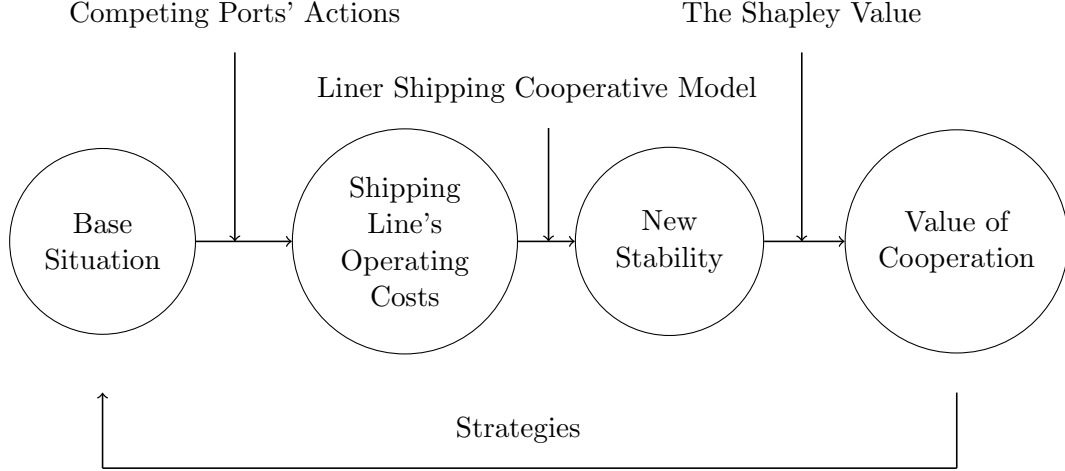 Competing Ports' Actions
The Shapley Value
Liner Shipping Cooperative Model
Base
Situation
Shipping
Line's
Operating
Costs
New
Stability
Value of
Cooperation
Strategies